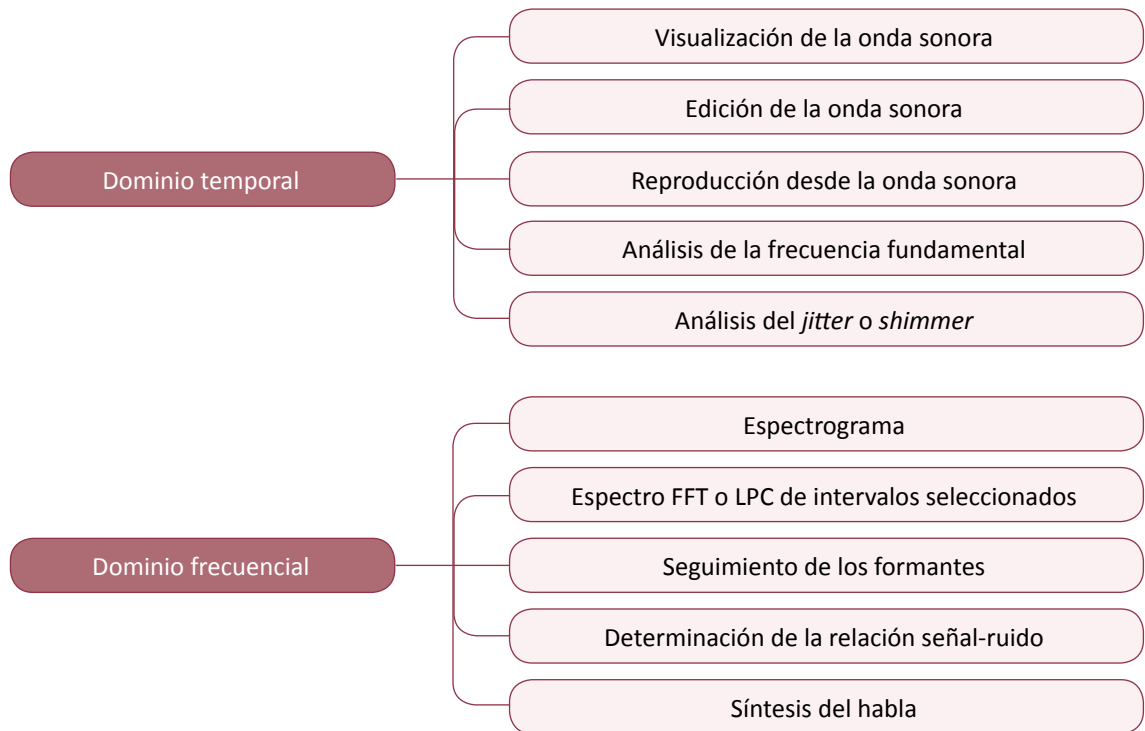 Dominio temporal
Visualización de la onda sonora
Edición de la onda sonora
Reproducción desde la onda sonora
Análisis de la frecuencia fundamental
Análisis del jitter o shimmer
Dominio frecuencial
Espectrograma
Espectro FFT o LPC de intervalos seleccionados
Seguimiento de los formantes
Determinación de la relación señal-ruido
Síntesis del habla